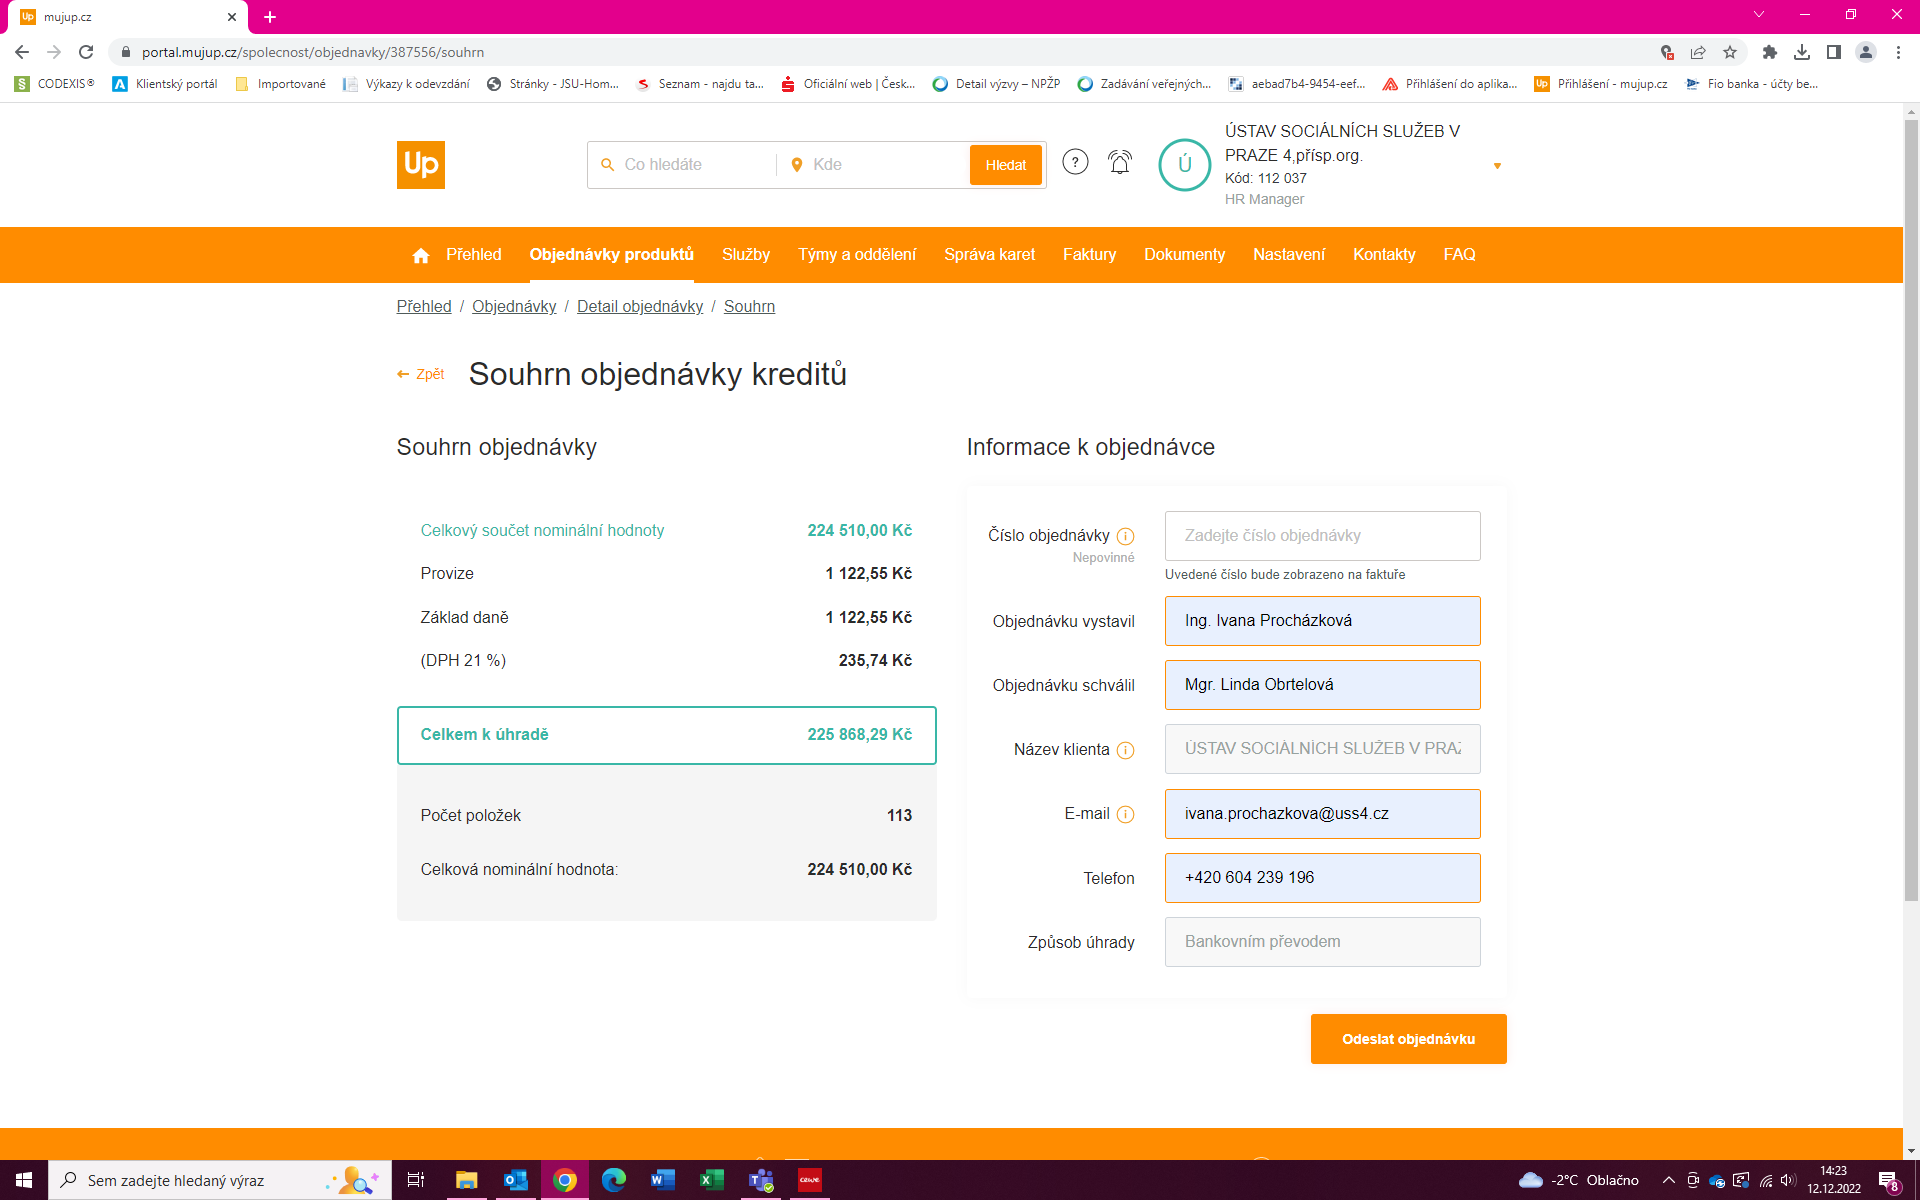 mujup.cz
portal.mujup.cz/spolecnost/objednavky/387556/souhrn
CODEXIS®
Klientský portál
Importované
Výkazy k odevzdání
Stránky - JSU-Hom...
Seznam - najdu ta...
Oficiální web | Česk...
Detail výzvy – NPŽP
Zadávání veřejných...
aebad7b4-9454-eef...
Přihlášení do aplika...
Přihlášení - mujup.cz
Fio banka - účty be...
Up
Co hledáte
Kde
Hledat
?
Ú
ÚSTAV SOCIÁLNÍCH SLUŽEB V
PRAZE 4,přísp.org.
Kód: 112 037
HR Manager
Přehled
Objednávky produktů
Služby
Týmy a oddělení
Správa karet
Faktury
Dokumenty
Nastavení
Kontakty
FAQ
Přehled / Objednávky / Detail objednávky / Souhrn
← Zpět
Souhrn objednávky kreditů
Souhrn objednávky
Celkový součet nominální hodnoty 224 510,00 Kč
Provize 1 122,55 Kč
Základ daně 1 122,55 Kč
(DPH 21 %) 235,74 Kč
Celkem k úhradě 225 868,29 Kč
Počet položek 113
Celková nominální hodnota: 224 510,00 Kč
Informace k objednávce
Číslo objednávky Zadejte číslo objednávky
Nepovinné
Uvedené číslo bude zobrazeno na faktuře
Objednávku vystavil Ing. Ivana Procházková
Objednávku schválil Mgr. Linda Obrtelová
Název klienta ÚSTAV SOCIÁLNÍCH SLUŽEB V PRAZ
E-mail ivana.prochazkova@uss4.cz
Telefon +420 604 239 196
Způsob úhrady Bankovním převodem
Odeslat objednávku
Sem zadejte hledaný výraz
cewe
-2°C Oblačno
14:23
12.12.2022
8